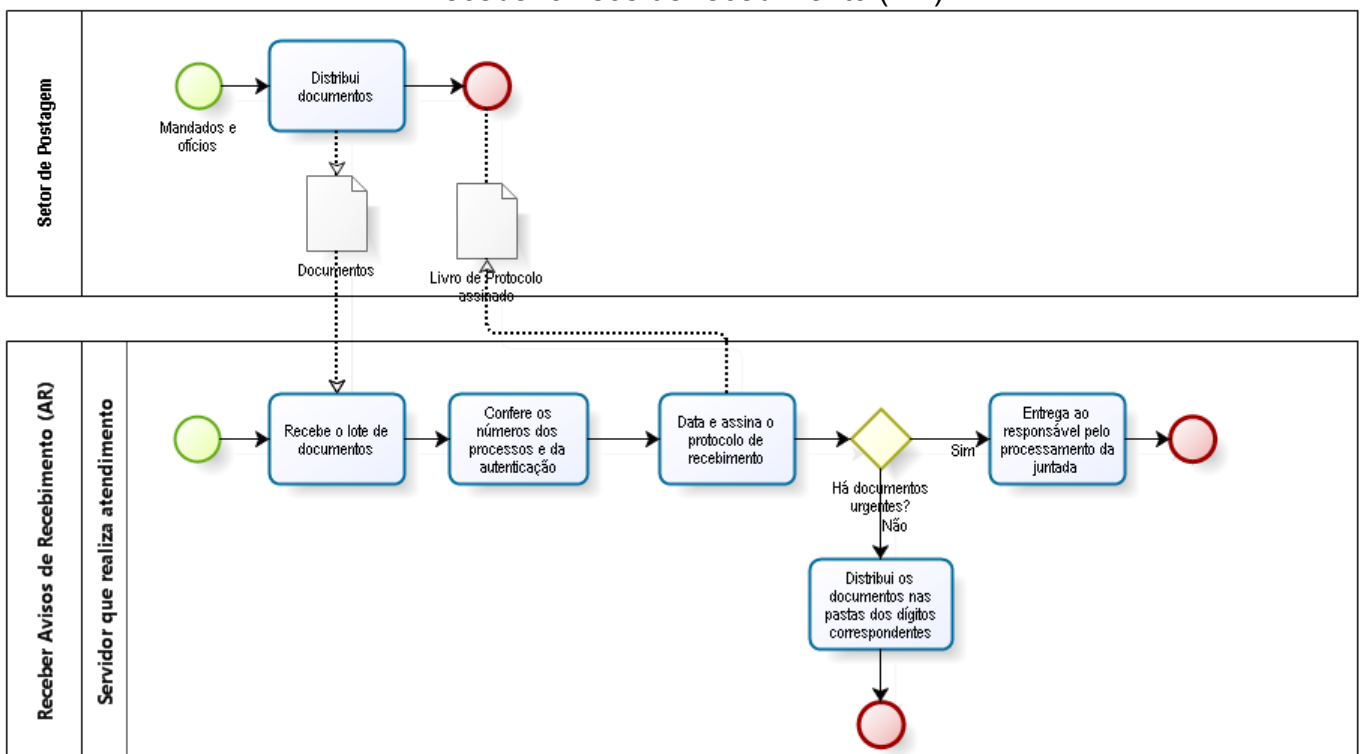 Setor de Postagem
Distribui
documentos
Mandados e
ofícios
Documentos
Livro de Protocolo
assinado
Receber Avisos de Recebimento (AR)
Servidor que realiza atendimento
Recebe o lote de
documentos
Confere os
números dos
processos e da
autenticação
Data e assina o
protocolo de
recebimento
Há documentos
urgentes?
Sim
Não
Entrega ao
responsável pelo
processamento da
juntada
Distribui os
documentos nas
pastas dos dígitos
correspondentes